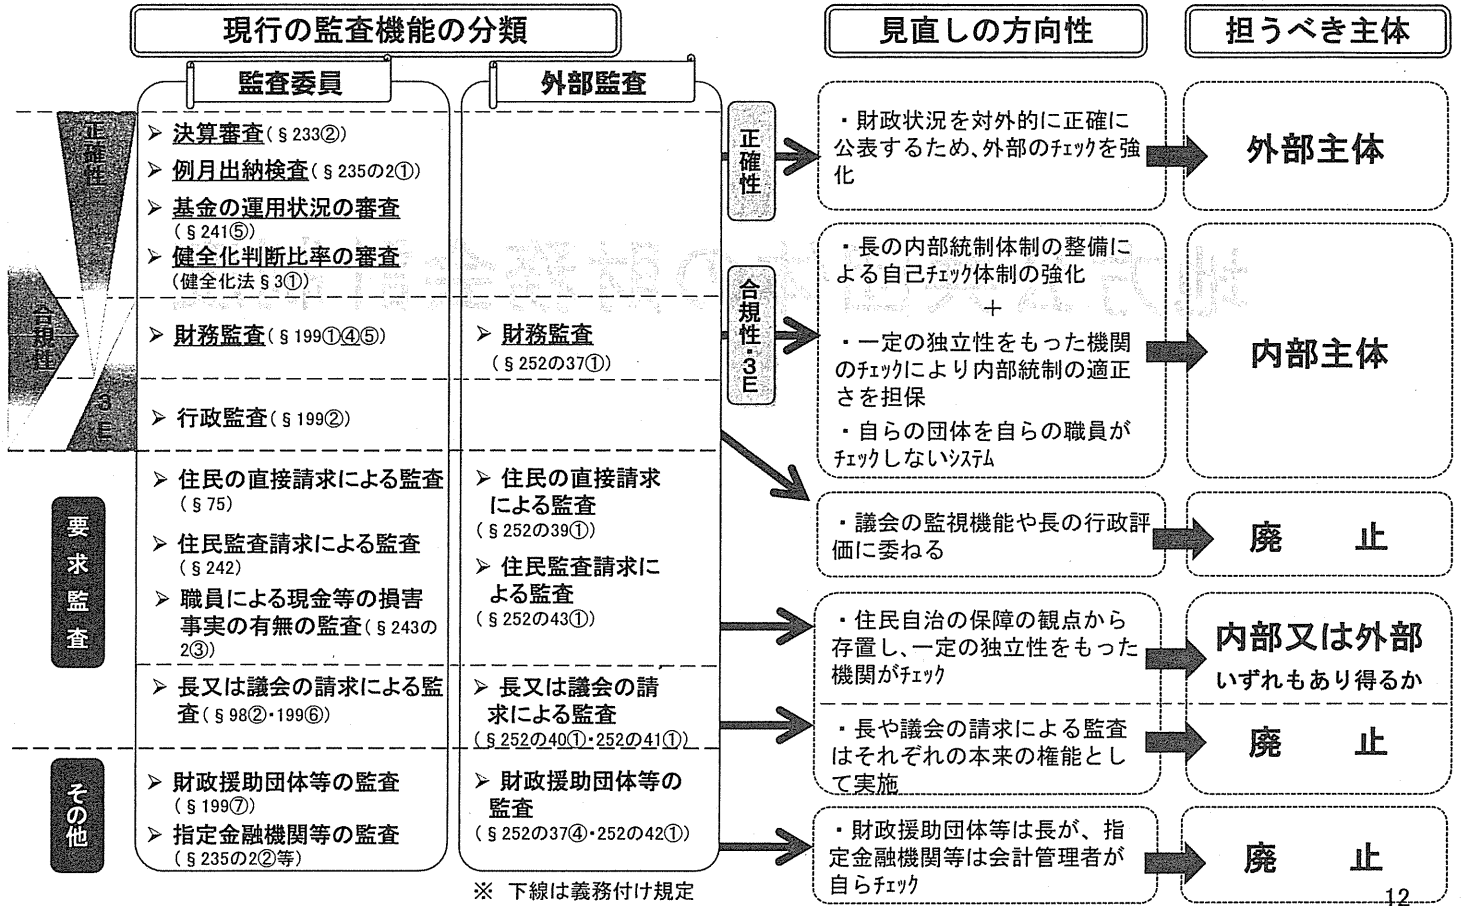 現行の監査機能の分類
見直しの方向性
担うべき主体
監査委員
外部監査
正確性
合規性
3E
要求監査
その他
➢ 決算審査(§233②)
➢ 例月出納検査(§235の2①)
➢ 基金の運用状況の審査
(§241⑤)
➢ 健全化判断比率の審査
(健全化法§3①)
➢ 財務監査(§199①④⑤)
➢ 行政監査(§199②)
➢ 住民の直接請求による監査
(§75)
➢ 住民監査請求による監査
(§242)
➢ 職員による現金等の損害
事実の有無の監査(§243の
2③)
➢ 長又は議会の請求による監
査(§98②・199⑥)
➢ 財政援助団体等の監査
(§199⑦)
➢ 指定金融機関等の監査
(§235の2②等)
➢ 財務監査
(§252の37①)
➢ 住民の直接請求
による監査
(§252の39①)
➢ 住民監査請求に
よる監査
(§252の43①)
➢ 長又は議会の請
求による監査
(§252の40①・252の41①)
➢ 財政援助団体等の
監査
(§252の37④・252の42①)
※ 下線は義務付け規定
正確性
合規性・3E
・財政状況を対外的に正確に
公表するため、外部のチェックを強
化
外部主体
・長の内部統制体制の整備に
よる自己チェック体制の強化
+
・一定の独立性をもった機関
のチェックにより内部統制の適正
さを担保
・自らの団体を自らの職員が
チェックしないシステム
内部主体
・議会の監視機能や長の行政評
価に委ねる
廃 止
・住民自治の保障の観点から
存置し、一定の独立性をもった
機関がチェック
内部又は外部
いずれもあり得るか
・長や議会の請求による監査
はそれぞれの本来の権能とし
て実施
廃 止
・財政援助団体等は長が、指
定金融機関等は会計管理者が
自らチェック
廃 止
12